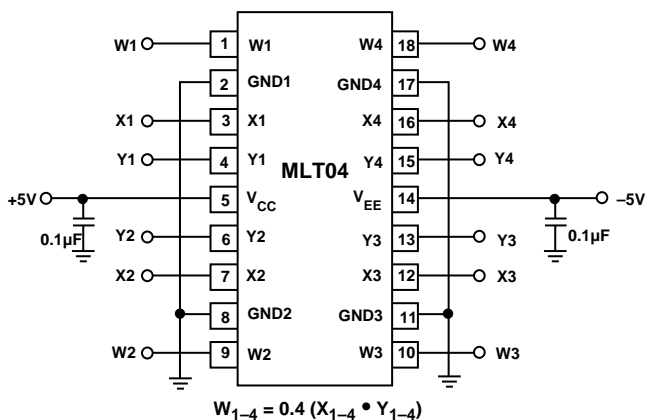 W1 1 W1 W4 18 W4
2 GND1 GND4 17
X1 3 X1 X4 16 X4
Y1 4 Y1 Y4 15 Y4
MLT04
+5V 5 VCC VEE 14 –5V
0.1µF 0.1µF
Y2 6 Y2 Y3 13 Y3
X2 7 X2 X3 12 X3
8 GND2 GND3 11
W2 9 W2 W3 10 W3
W1–4 = 0.4 (X1–4 • Y1–4)